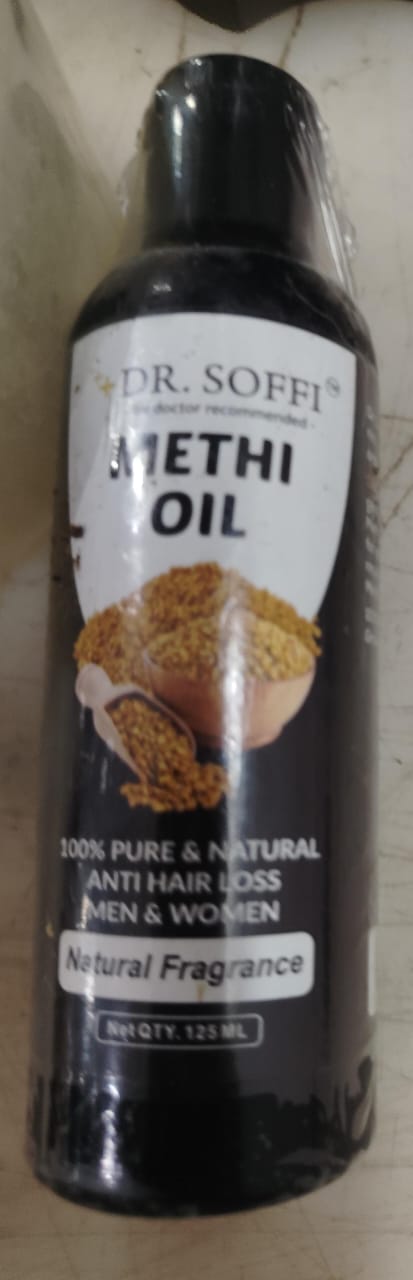 DR. SOFFI™
doctor recommended -
METHI
OIL
100% PURE & NATURAL
ANTI HAIR LOSS
MEN & WOMEN
Natural Fragrance
Net QTY. 125 ML